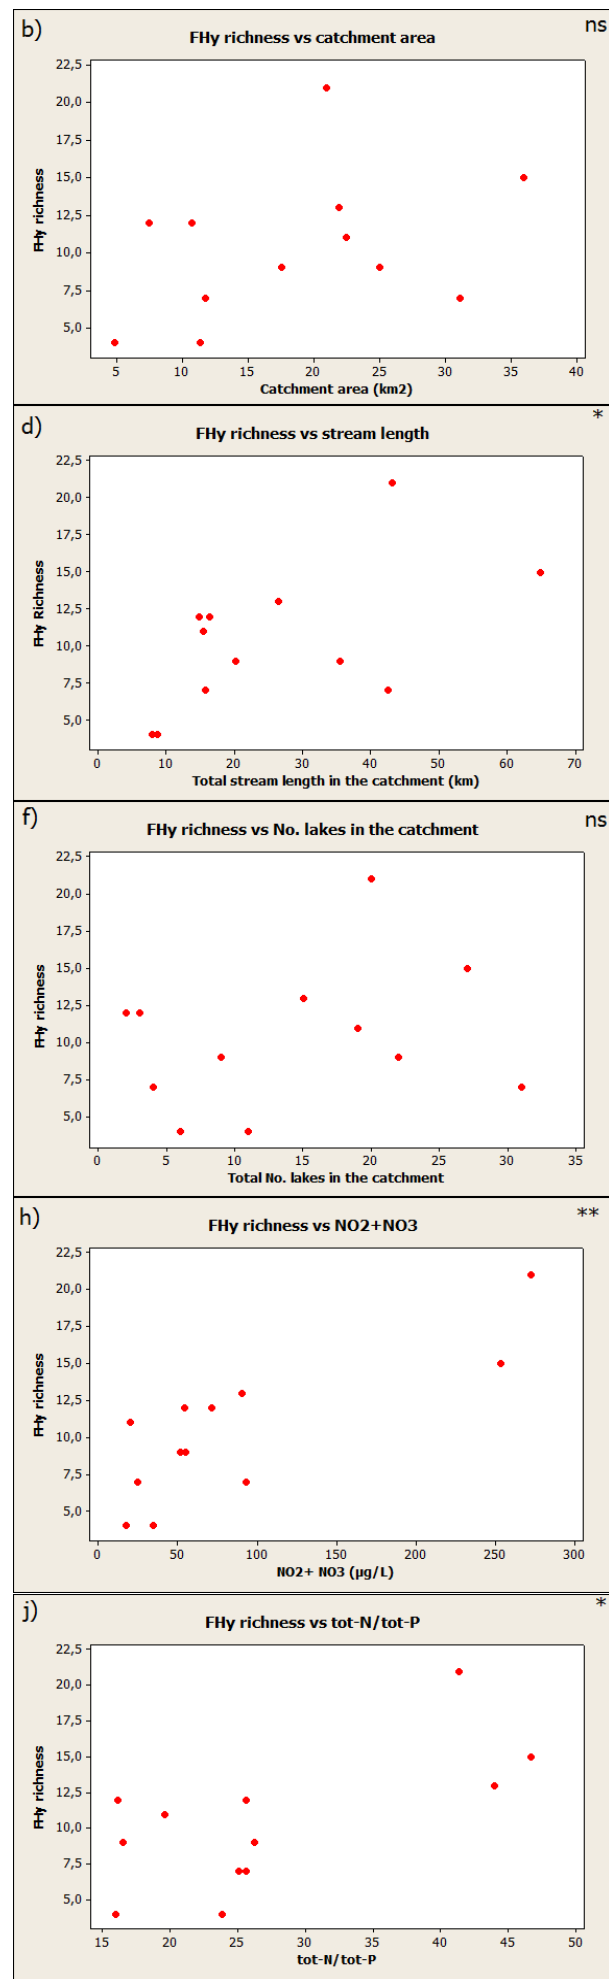 b)
FHy richness vs catchment area
ns
22,5
20,0
17,5
15,0
12,5
10,0
7,5
5,0
FHy richness
5 10 15 20 25 30 35 40
Catchment area (km2)
d)
FHy richness vs stream length
*
22,5
20,0
17,5
15,0
12,5
10,0
7,5
5,0
FHy Richness
0 10 20 30 40 50 60 70
Total stream length in the catchment (km)
f)
FHy richness vs No. lakes in the catchment
ns
22,5
20,0
17,5
15,0
12,5
10,0
7,5
5,0
FHy richness
0 5 10 15 20 25 30 35
Total No. lakes in the catchment
h)
FHy richness vs NO2+NO3
**
22,5
20,0
17,5
15,0
12,5
10,0
7,5
5,0
FHy richness
0 50 100 150 200 250 300
NO2+ NO3 (µg/L)
j)
FHy richness vs tot-N/tot-P
*
22,5
20,0
17,5
15,0
12,5
10,0
7,5
5,0
FHy richness
15 20 25 30 35 40 45 50
tot-N/tot-P